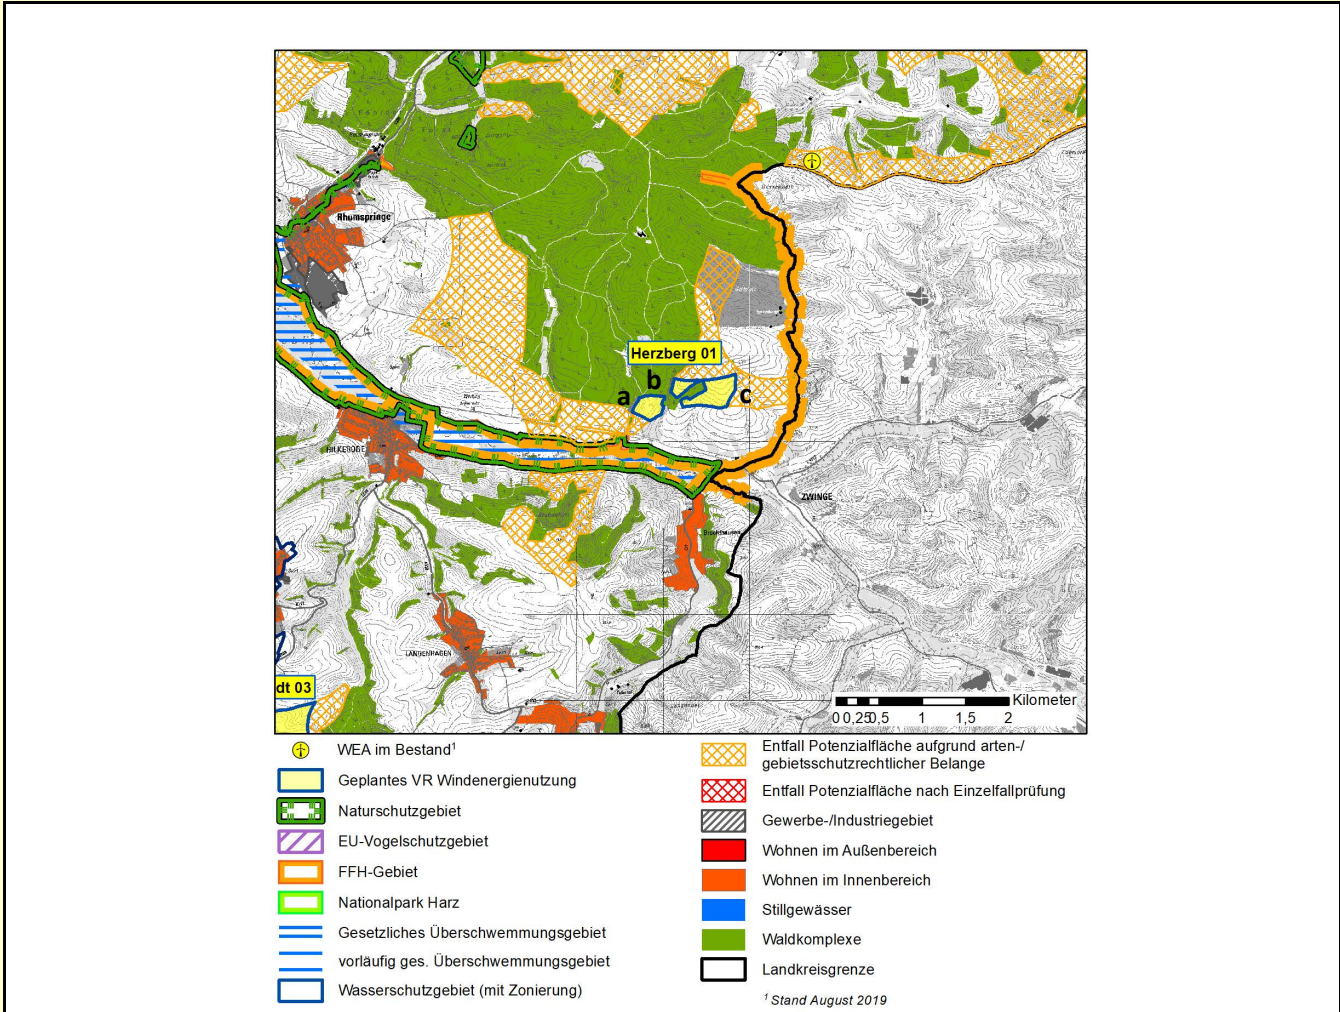 Rhumspringe
Herzberg 01
a
b
c
HILKERODE
ZWINGE
Brochthausen
LANGENHAGEN
dt 03
Kilometer
0 0,25 0,5 1 1,5 2
WEA im Bestand¹
Geplantes VR Windenergienutzung
Naturschutzgebiet
EU-Vogelschutzgebiet
FFH-Gebiet
Nationalpark Harz
Gesetzliches Überschwemmungsgebiet
vorläufig ges. Überschwemmungsgebiet
Wasserschutzgebiet (mit Zonierung)
Entfall Potenzialfläche aufgrund arten-/
gebietsschutzrechtlicher Belange
Entfall Potenzialfläche nach Einzelfallprüfung
Gewerbe-/Industriegebiet
Wohnen im Außenbereich
Wohnen im Innenbereich
Stillgewässer
Waldkomplexe
Landkreisgrenze
¹ Stand August 2019